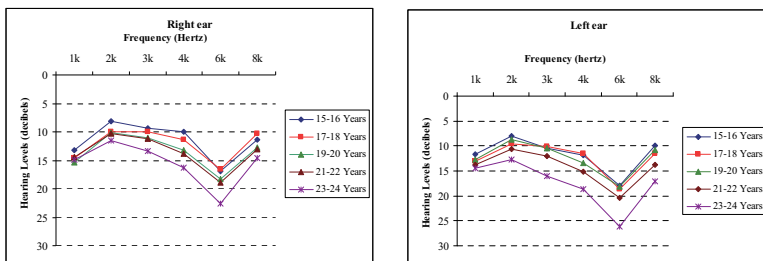 Right ear
Frequency (Hertz)
1k 2k 3k 4k 6k 8k
0
5
10
15
20
25
30
Hearing Levels (decibels)
15-16 Years
17-18 Years
19-20 Years
21-22 Years
23-24 Years
Left ear
Frequency (hertz)
1k 2k 3k 4k 6k 8k
0
5
10
15
20
25
30
Hearing Levels (decibels)
15-16 Years
17-18 Years
19-20 Years
21-22 Years
23-24 Years